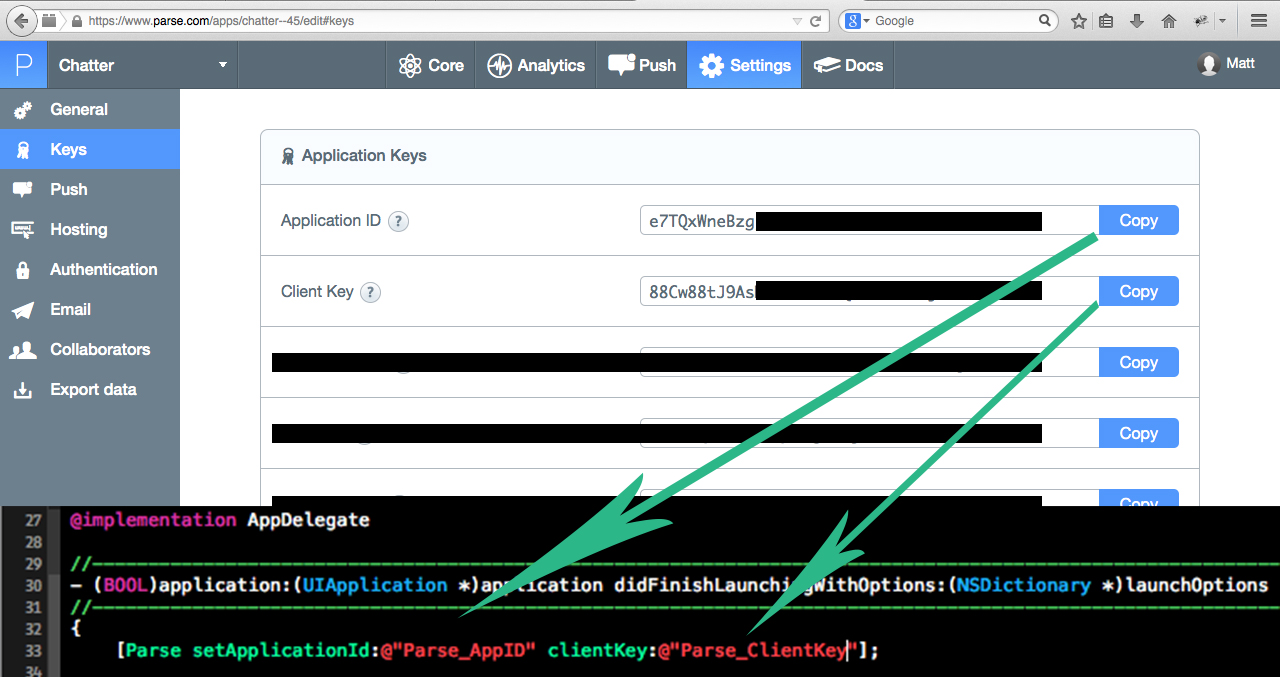 https://www.parse.com/apps/chatter--45/edit#keys
Google
P Chatter Core Analytics Push Settings Docs Matt
General
Keys
Push
Hosting
Authentication
Email
Collaborators
Export data
Application Keys
Application ID ? e7TQxWneBzg Copy
Client Key ? 88Cw88tJ9As Copy
Copy
Copy
Copy
27 @implementation AppDelegate
28
29 //
30 - (BOOL)application:(UIApplication *)application didFinishLaunchingWithOptions:(NSDictionary *)launchOptions
31 //
32 {
33 [Parse setApplicationId:@"Parse_AppID" clientKey:@"Parse_ClientKey"];
34